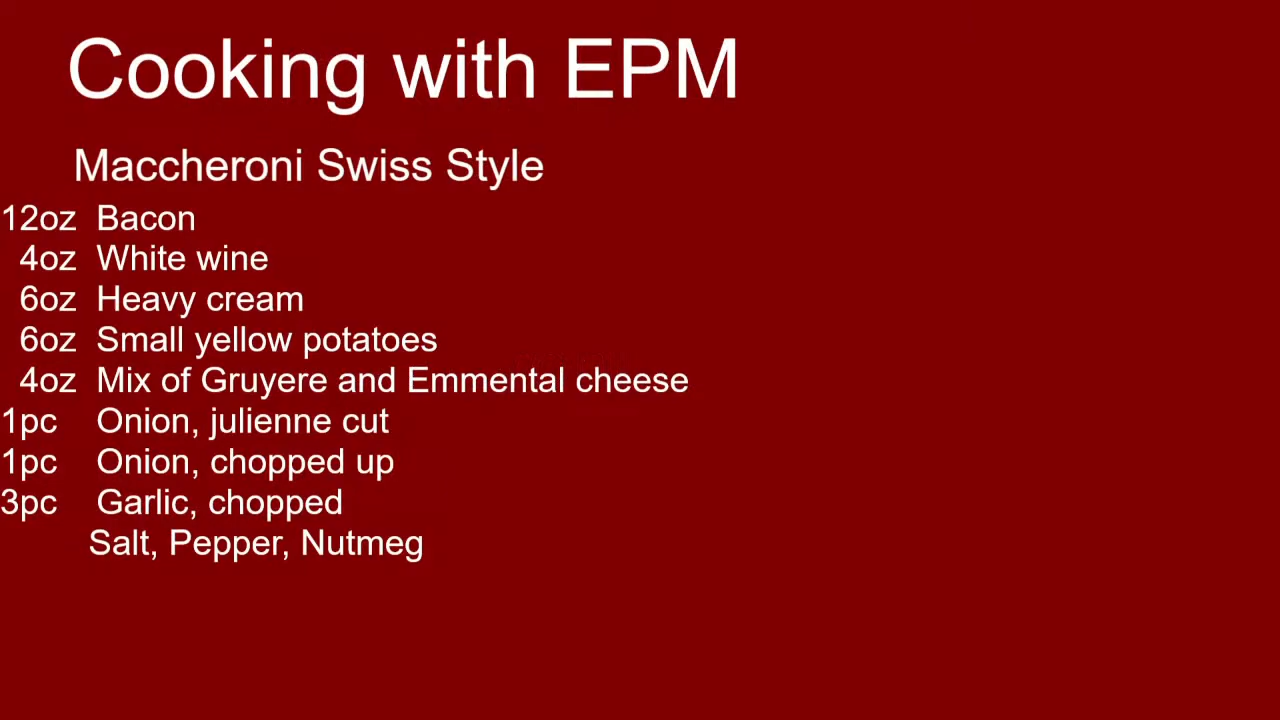 Cooking with EPM
Maccheroni Swiss Style
12oz Bacon
4oz White wine
6oz Heavy cream
6oz Small yellow potatoes
4oz Mix of Gruyere and Emmental cheese
1pc Onion, julienne cut
1pc Onion, chopped up
3pc Garlic, chopped
Salt, Pepper, Nutmeg